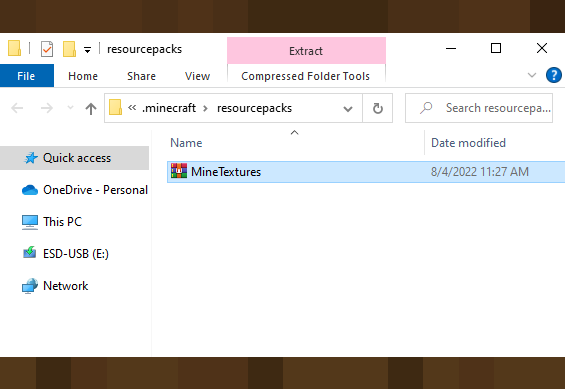 resourcepacks
Extract
File
Home
Share
View
Compressed Folder Tools
.minecraft
resourcepacks
Search resourcepa...
Name
Date modified
Quick access
MineTextures
8/4/2022 11:27 AM
OneDrive - Personal
This PC
ESD-USB (E:)
Network